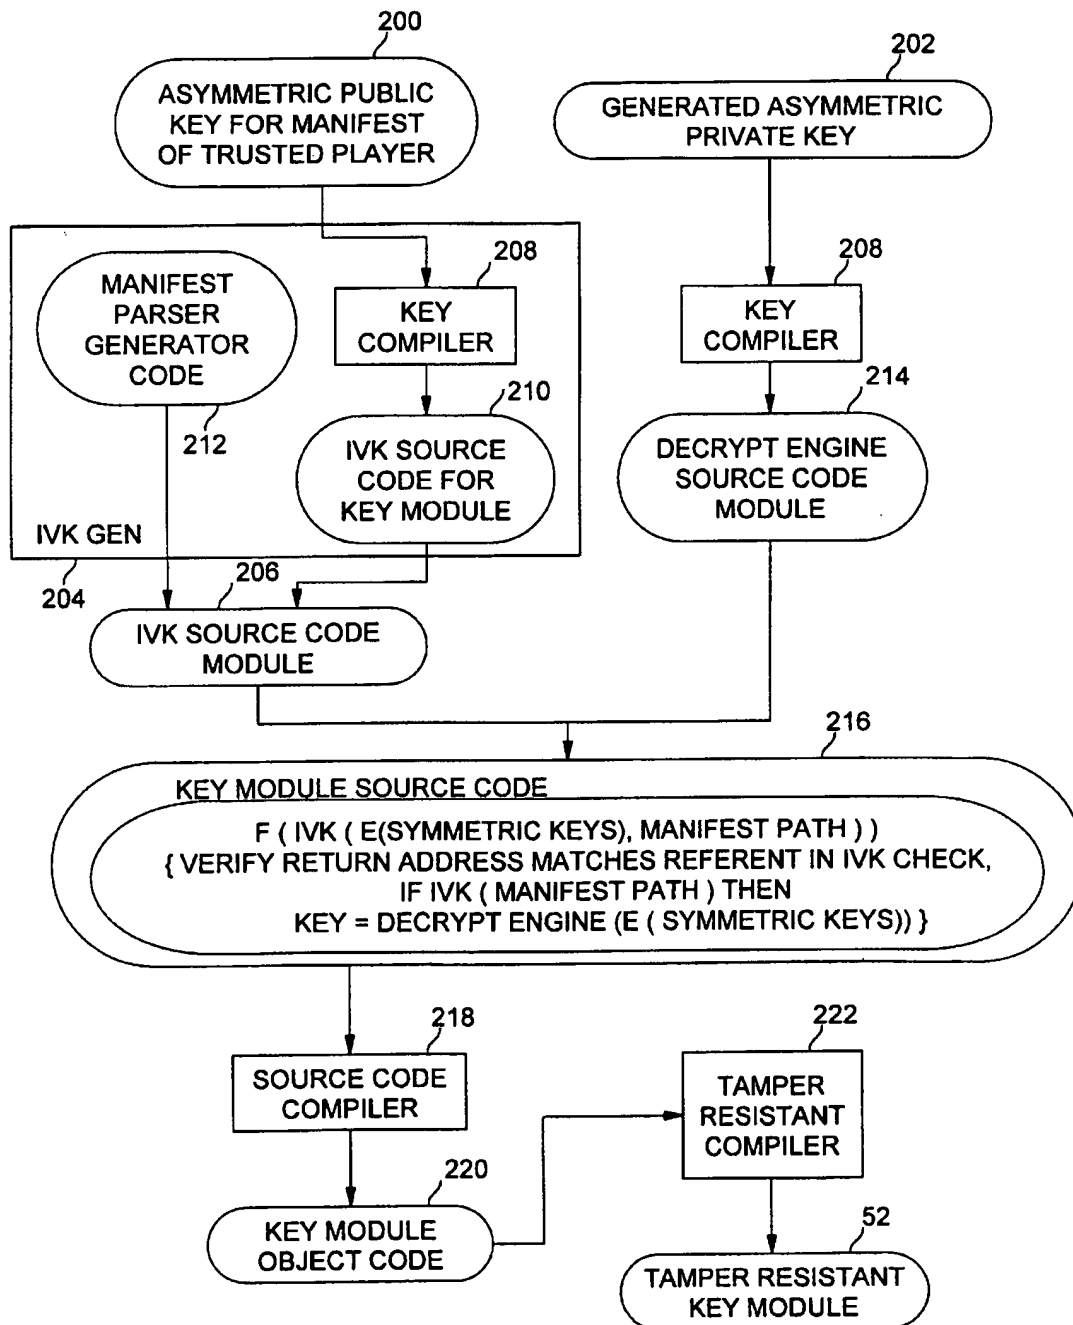 200
ASYMMETRIC PUBLIC
KEY FOR MANIFEST
OF TRUSTED PLAYER
202
GENERATED ASYMMETRIC
PRIVATE KEY
MANIFEST
PARSER
GENERATOR
CODE
212
208
KEY
COMPILER
210
IVK SOURCE
CODE FOR
KEY MODULE
IVK GEN
204
208
KEY
COMPILER
214
DECRYPT ENGINE
SOURCE CODE
MODULE
206
IVK SOURCE CODE
MODULE
216
KEY MODULE SOURCE CODE
F ( IVK ( E(SYMMETRIC KEYS), MANIFEST PATH ) )
{ VERIFY RETURN ADDRESS MATCHES REFERENT IN IVK CHECK,
IF IVK ( MANIFEST PATH ) THEN
KEY = DECRYPT ENGINE (E ( SYMMETRIC KEYS)) }
218
SOURCE CODE
COMPILER
220
KEY MODULE
OBJECT CODE
222
TAMPER
RESISTANT
COMPILER
52
TAMPER RESISTANT
KEY MODULE